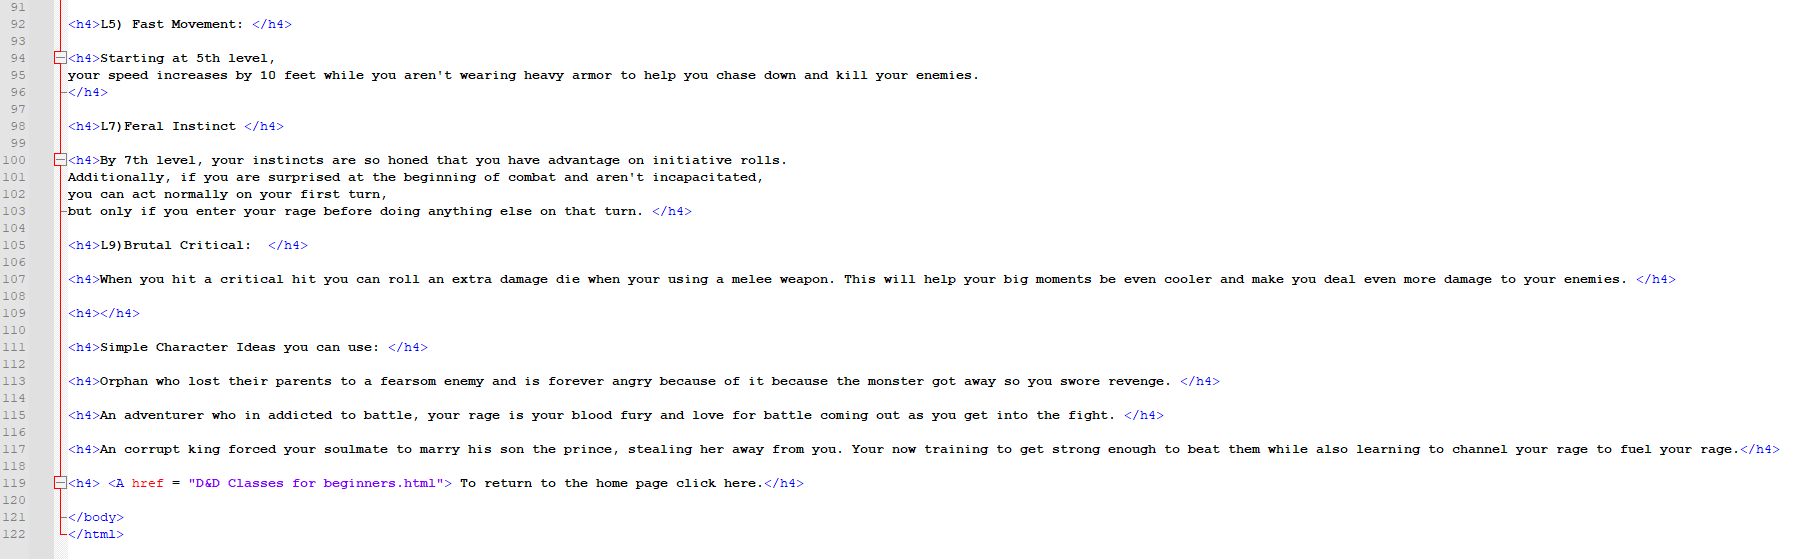 91
92 <h4>L5) Fast Movement: </h4>
93
94 <h4>Starting at 5th level,
95 your speed increases by 10 feet while you aren't wearing heavy armor to help you chase down and kill your enemies.
96 </h4>
97
98 <h4>L7)Feral Instinct </h4>
99
100 <h4>By 7th level, your instincts are so honed that you have advantage on initiative rolls.
101 Additionally, if you are surprised at the beginning of combat and aren't incapacitated,
102 you can act normally on your first turn,
103 but only if you enter your rage before doing anything else on that turn. </h4>
104
105 <h4>L9)Brutal Critical:  </h4>
106
107 <h4>When you hit a critical hit you can roll an extra damage die when your using a melee weapon. This will help your big moments be even cooler and make you deal even more damage to your enemies. </h4>
108
109 <h4></h4>
110
111 <h4>Simple Character Ideas you can use: </h4>
112
113 <h4>Orphan who lost their parents to a fearsom enemy and is forever angry because of it because the monster got away so you swore revenge. </h4>
114
115 <h4>An adventurer who in addicted to battle, your rage is your blood fury and love for battle coming out as you get into the fight. </h4>
116
117 <h4>An corrupt king forced your soulmate to marry his son the prince, stealing her away from you. Your now training to get strong enough to beat them while also learning to channel your rage to fuel your rage.</h4>
118
119 <h4> <A href = "D&D Classes for beginners.html"> To return to the home page click here.</h4>
120
121 </body>
122 </html>